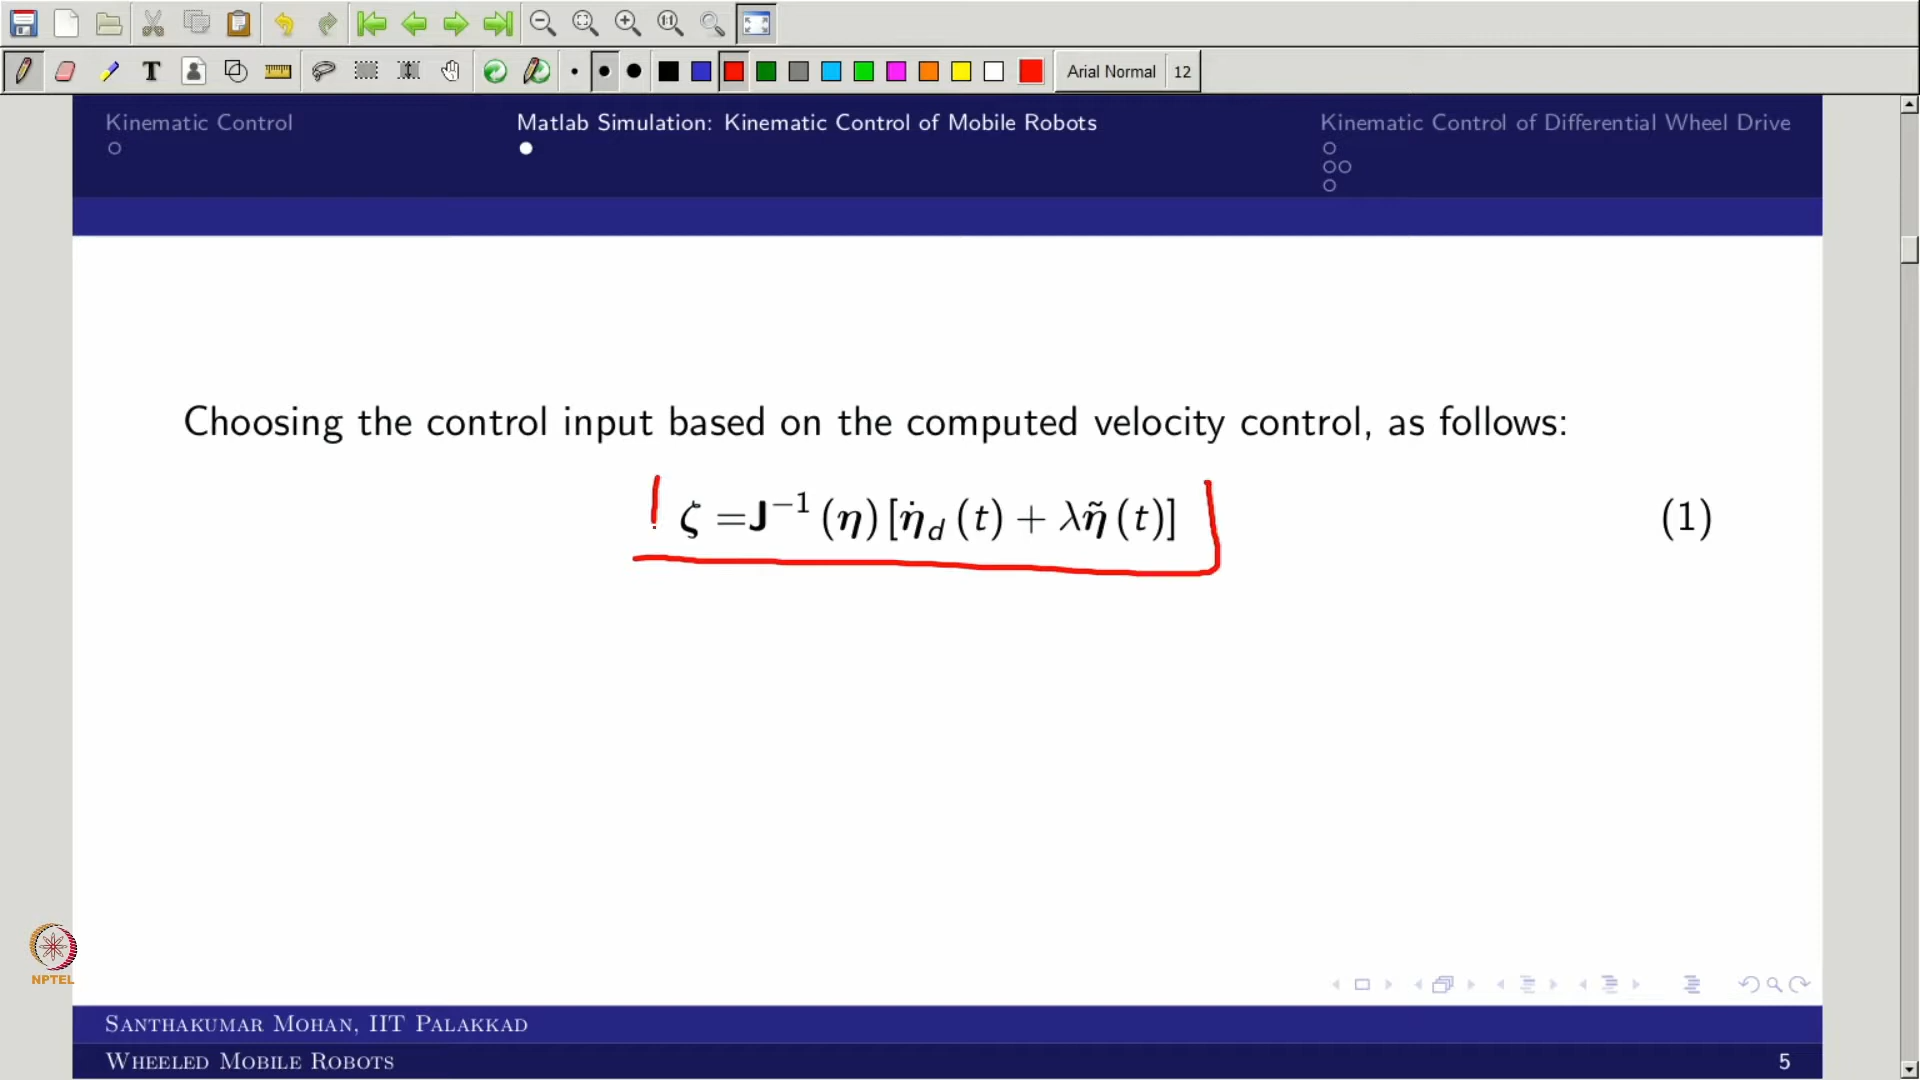 Arial Normal 12
Kinematic Control
Matlab Simulation: Kinematic Control of Mobile Robots
Kinematic Control of Differential Wheel Drive
Choosing the control input based on the computed velocity control, as follows:
ζ =J⁻¹ (η) [η̇_d (t) + λη̃ (t)] (1)
NPTEL
Santhakumar Mohan, IIT Palakkad
Wheeled Mobile Robots 5